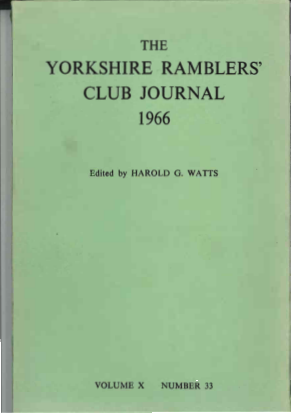 THE
YORKSHIRE RAMBLERS'
CLUB JOURNAL
1966
Edited by HAROLD G. WATTS
VOLUME X NUMBER 33